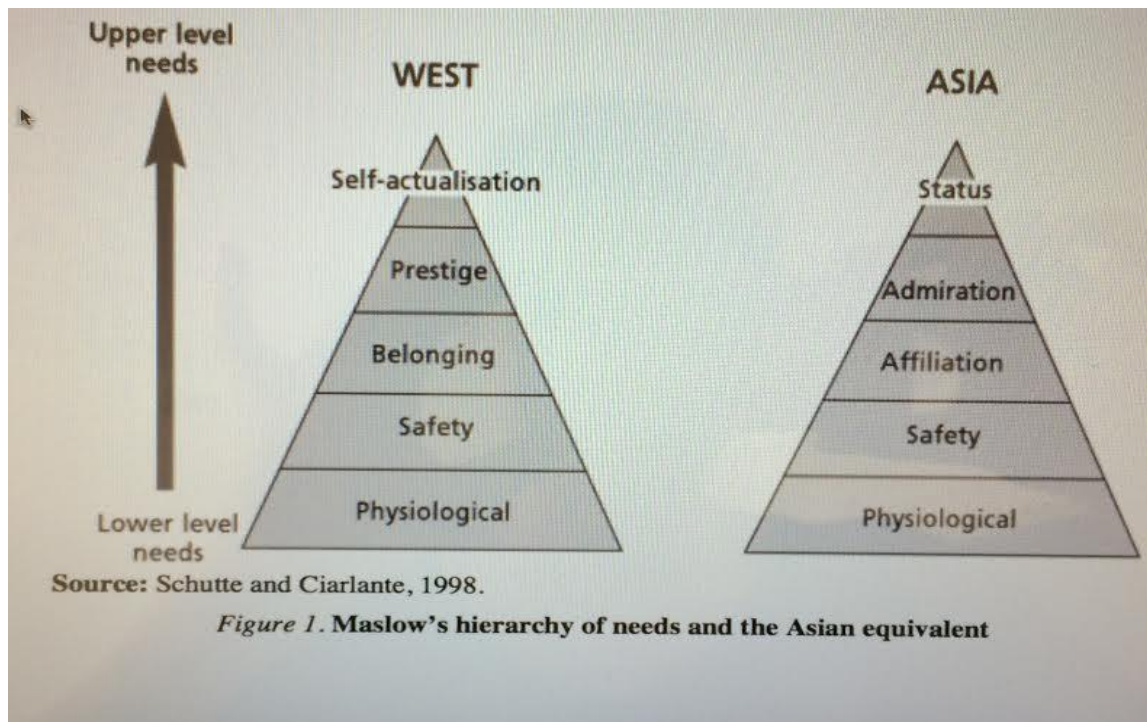 Upper level
needs
WEST
ASIA
Self-actualisation
Status
Prestige
Admiration
Belonging
Affiliation
Safety
Safety
Physiological
Physiological
Lower level
needs
Source: Schutte and Ciarlante, 1998.
Figure 1. Maslow's hierarchy of needs and the Asian equivalent